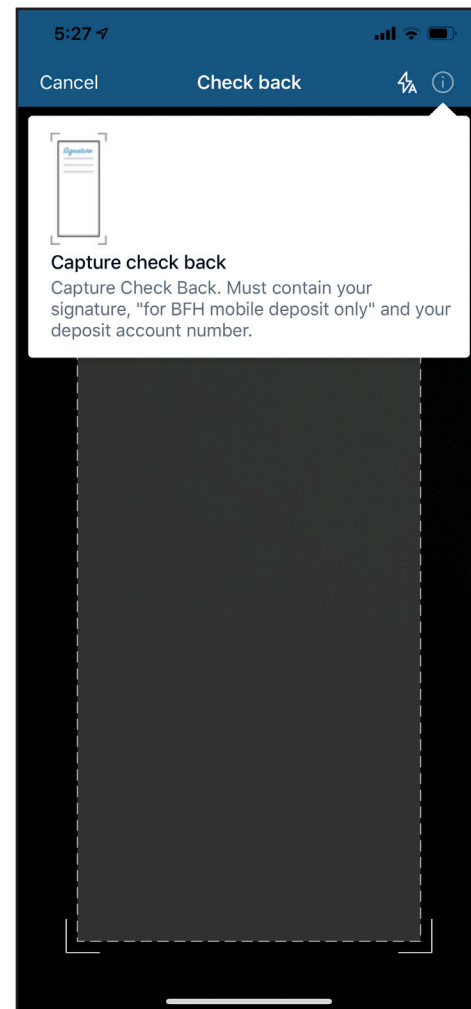 5:27
Cancel
Check back
A
Signature
Capture check back
Capture Check Back. Must contain your
signature, "for BFH mobile deposit only" and your
deposit account number.